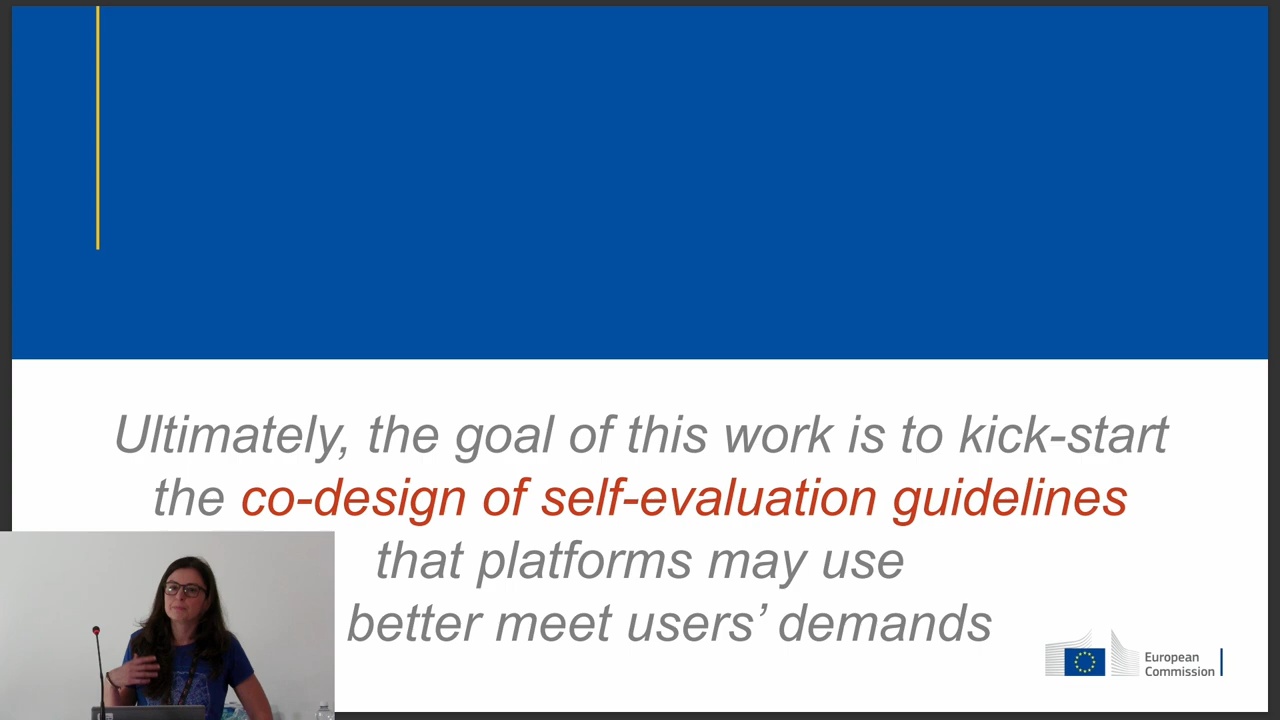 Ultimately, the goal of this work is to kick-start
the co-design of self-evaluation guidelines
that platforms may use
better meet users’ demands
European
Commission